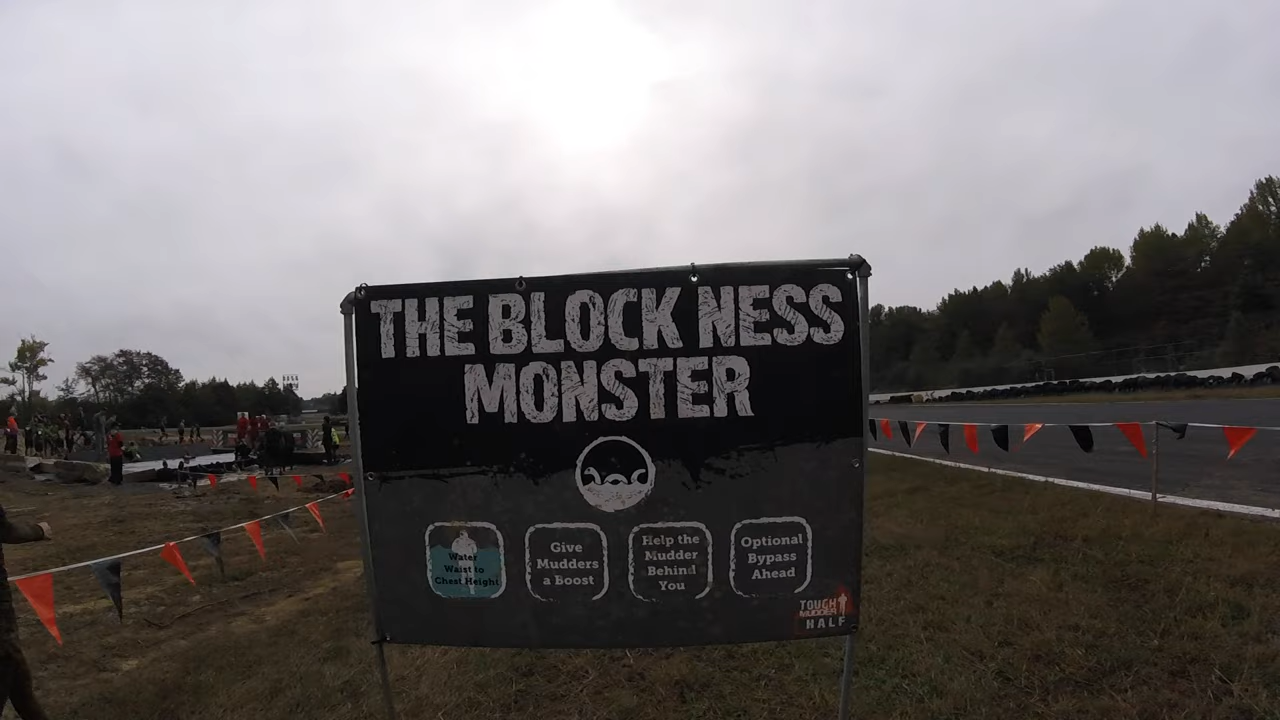 THE BLOCK NESS
MONSTER
Water
Waist to
Chest Height
Give
Mudders
a Boost
Help the
Mudder
Behind
You
Optional
Bypass
Ahead
TOUGH
MUDDER
HALF